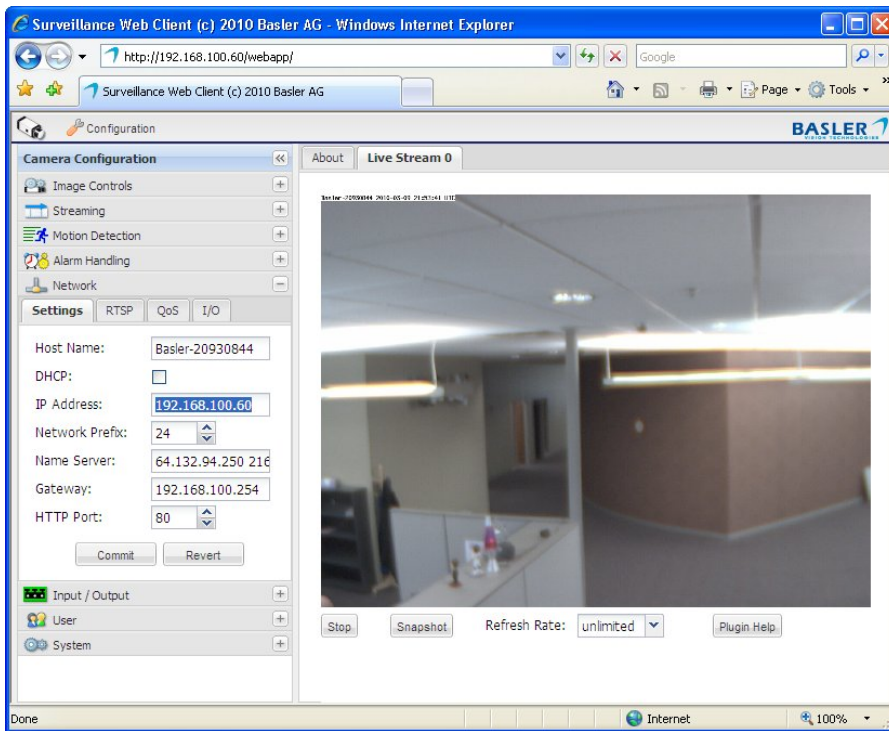 Surveillance Web Client (c) 2010 Basler AG - Windows Internet Explorer
http://192.168.100.60/webapp/
Google
Surveillance Web Client (c) 2010 Basler AG
Page
Tools
»
Configuration
BASLER
VISION TECHNOLOGIES
Camera Configuration
About
Live Stream 0
Image Controls
Streaming
Motion Detection
Alarm Handling
Network
Settings
RTSP
QoS
I/O
Host Name: Basler-20930844
DHCP:
IP Address: 192.168.100.60
Network Prefix: 24
Name Server: 64.132.94.250 216
Gateway: 192.168.100.254
HTTP Port: 80
Commit
Revert
Input / Output
User
System
Stop
Snapshot
Refresh Rate: unlimited
Plugin Help
Done
Internet
100%